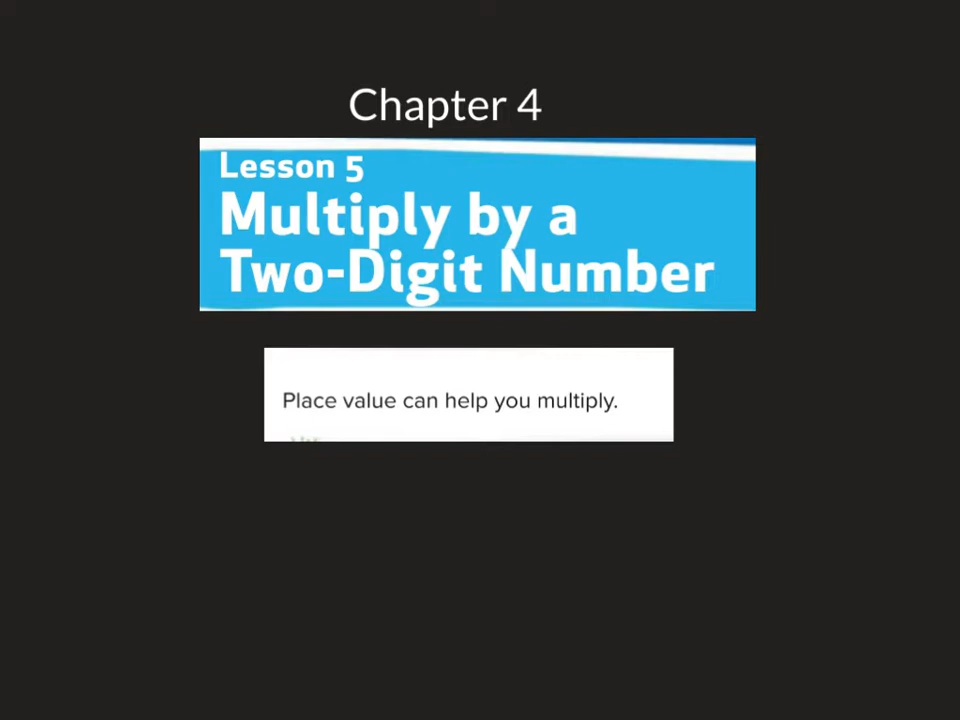 Chapter 4
Lesson 5
Multiply by a
Two-Digit Number
Place value can help you multiply.